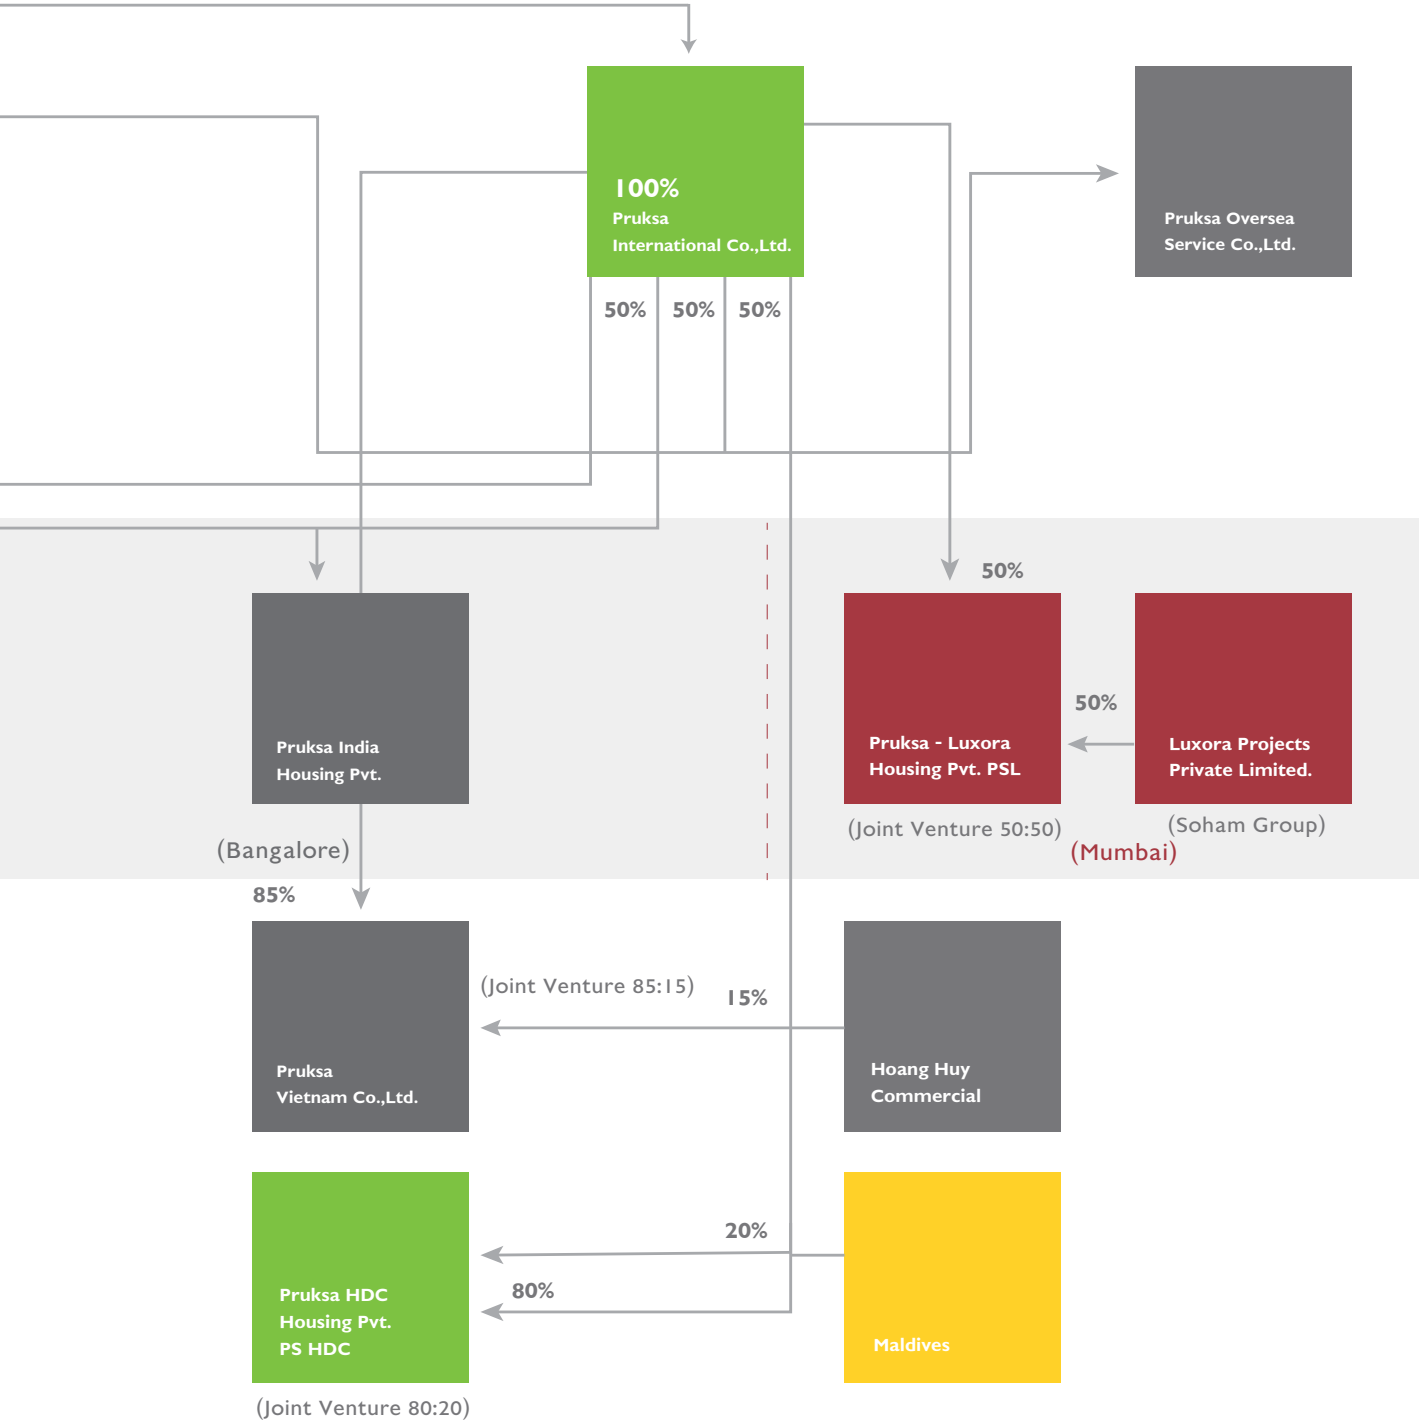 100%
Pruksa
International Co.,Ltd.
Pruksa Oversea
Service Co.,Ltd.
50%
50%
50%
50%
Pruksa India
Housing Pvt.
Pruksa - Luxora
Housing Pvt. PSL
50%
Luxora Projects
Private Limited.
(Bangalore)
(Joint Venture 50:50)
(Soham Group)
(Mumbai)
85%
Pruksa
Vietnam Co.,Ltd.
(Joint Venture 85:15)
15%
Hoang Huy
Commercial
20%
80%
Pruksa HDC
Housing Pvt.
PS HDC
Maldives
(Joint Venture 80:20)